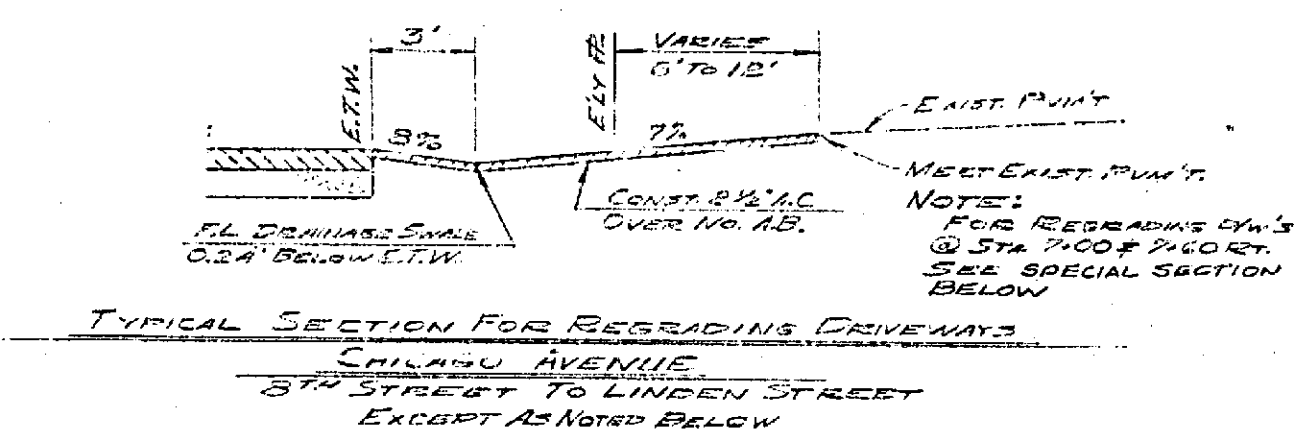 3'
VARIES
6' TO 12'
E.T.W.
E'LY
8%
7%
EXIST. PVM'T
MEET EXIST. PVM'T.
CONST. 2½" A.C.
OVER NO. A.B.
F.L. DRAINAGE SWALE
0.24' BELOW E.T.W.
NOTE:
FOR REGRADING D/W'S
@ STA 7+00 & 7+60 RT.
SEE SPECIAL SECTION
BELOW
TYPICAL SECTION FOR REGRADING DRIVEWAYS
CHICAGO AVENUE
8TH STREET TO LINDEN STREET
EXCEPT AS NOTED BELOW